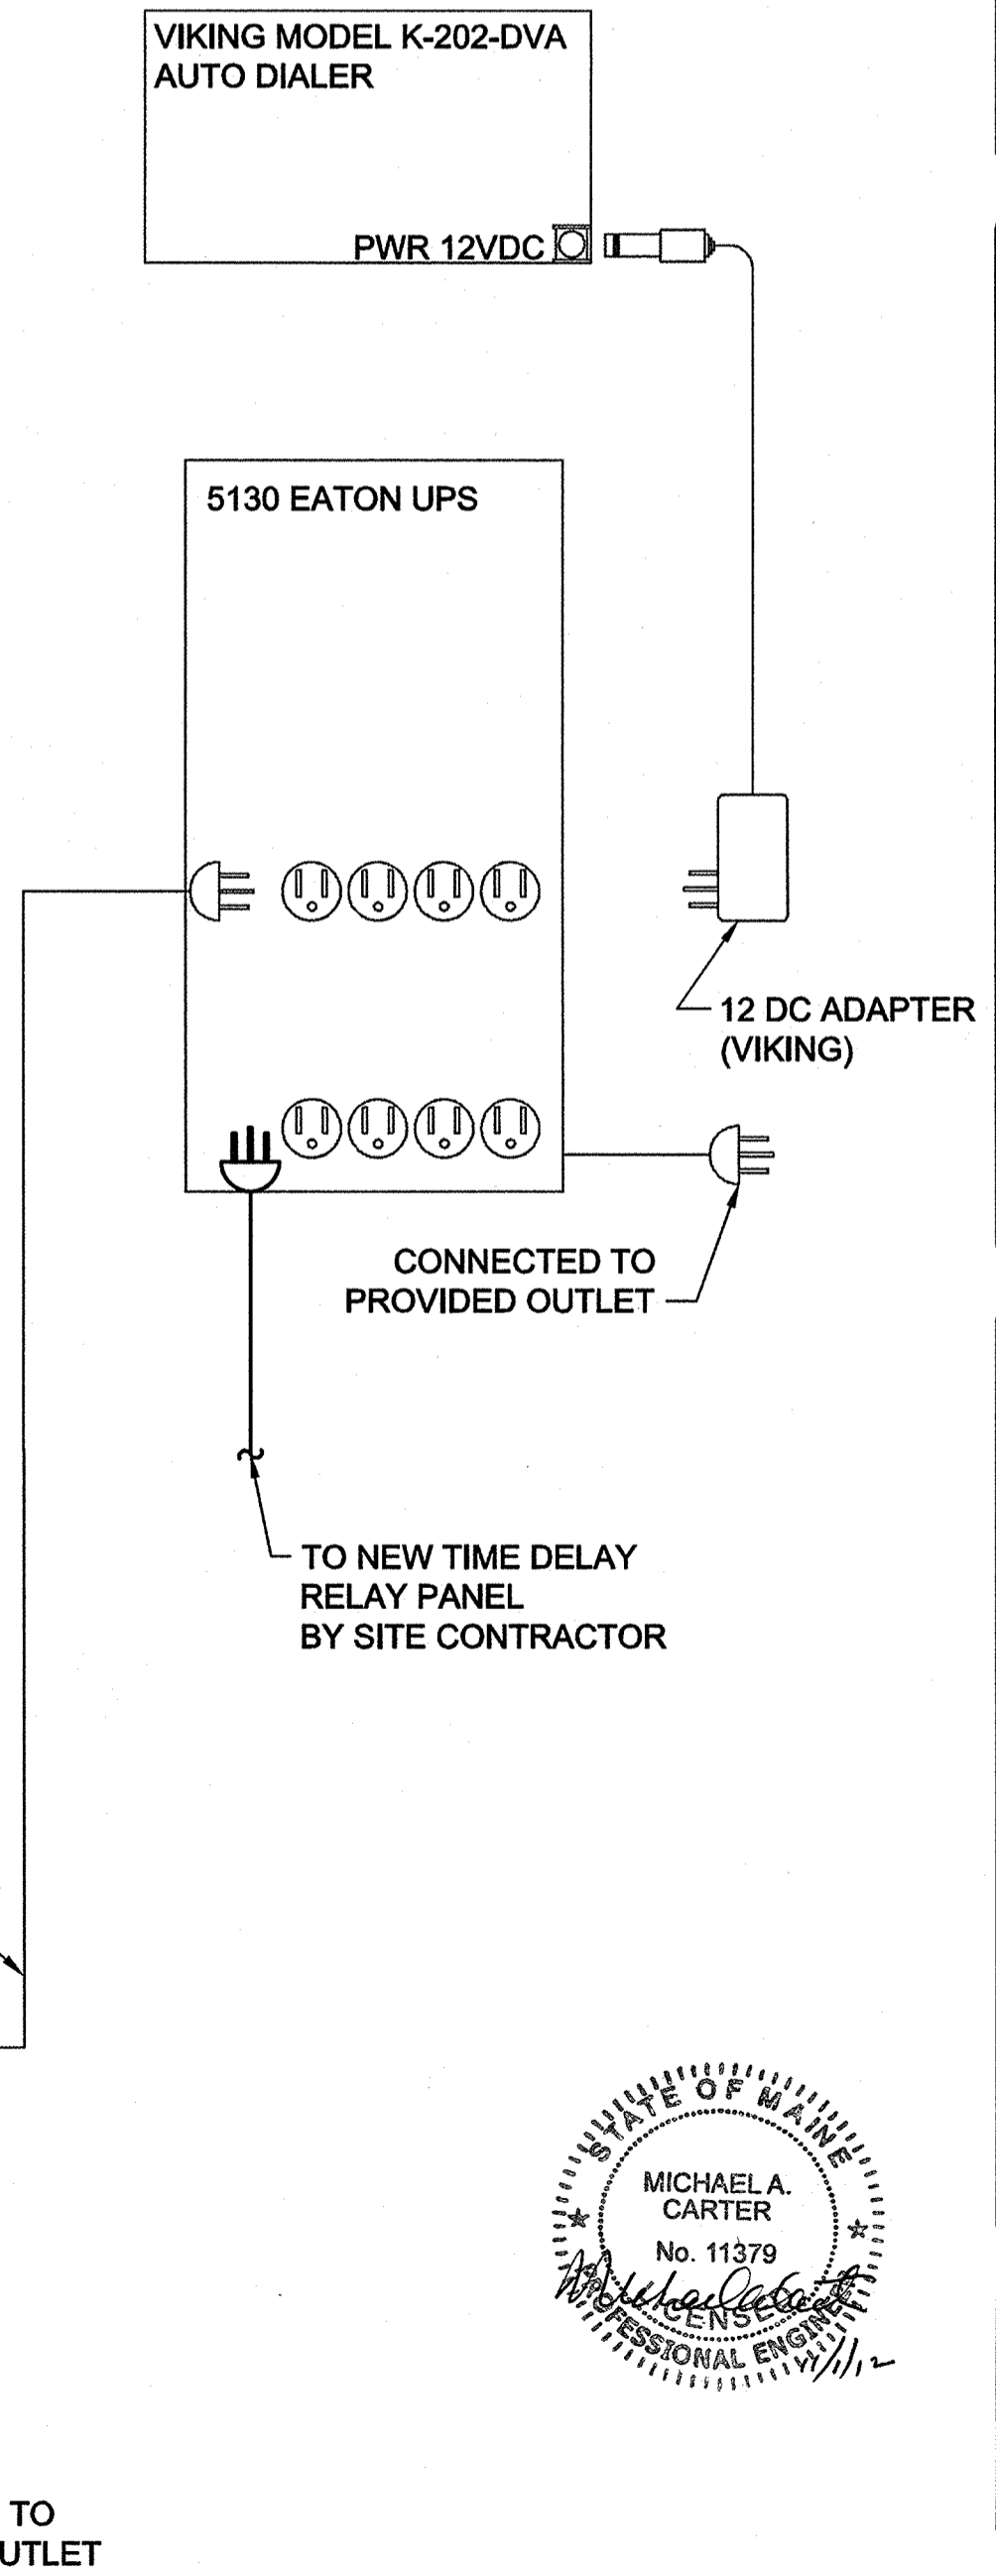 VIKING MODEL K-202-DVA
AUTO DIALER
PWR 12VDC
5130 EATON UPS
12 DC ADAPTER
(VIKING)
CONNECTED TO
PROVIDED OUTLET
TO NEW TIME DELAY
RELAY PANEL
BY SITE CONTRACTOR
STATE OF MAINE
MICHAEL A.
CARTER
No. 11379
PROFESSIONAL ENGINEER
TO
UTLET